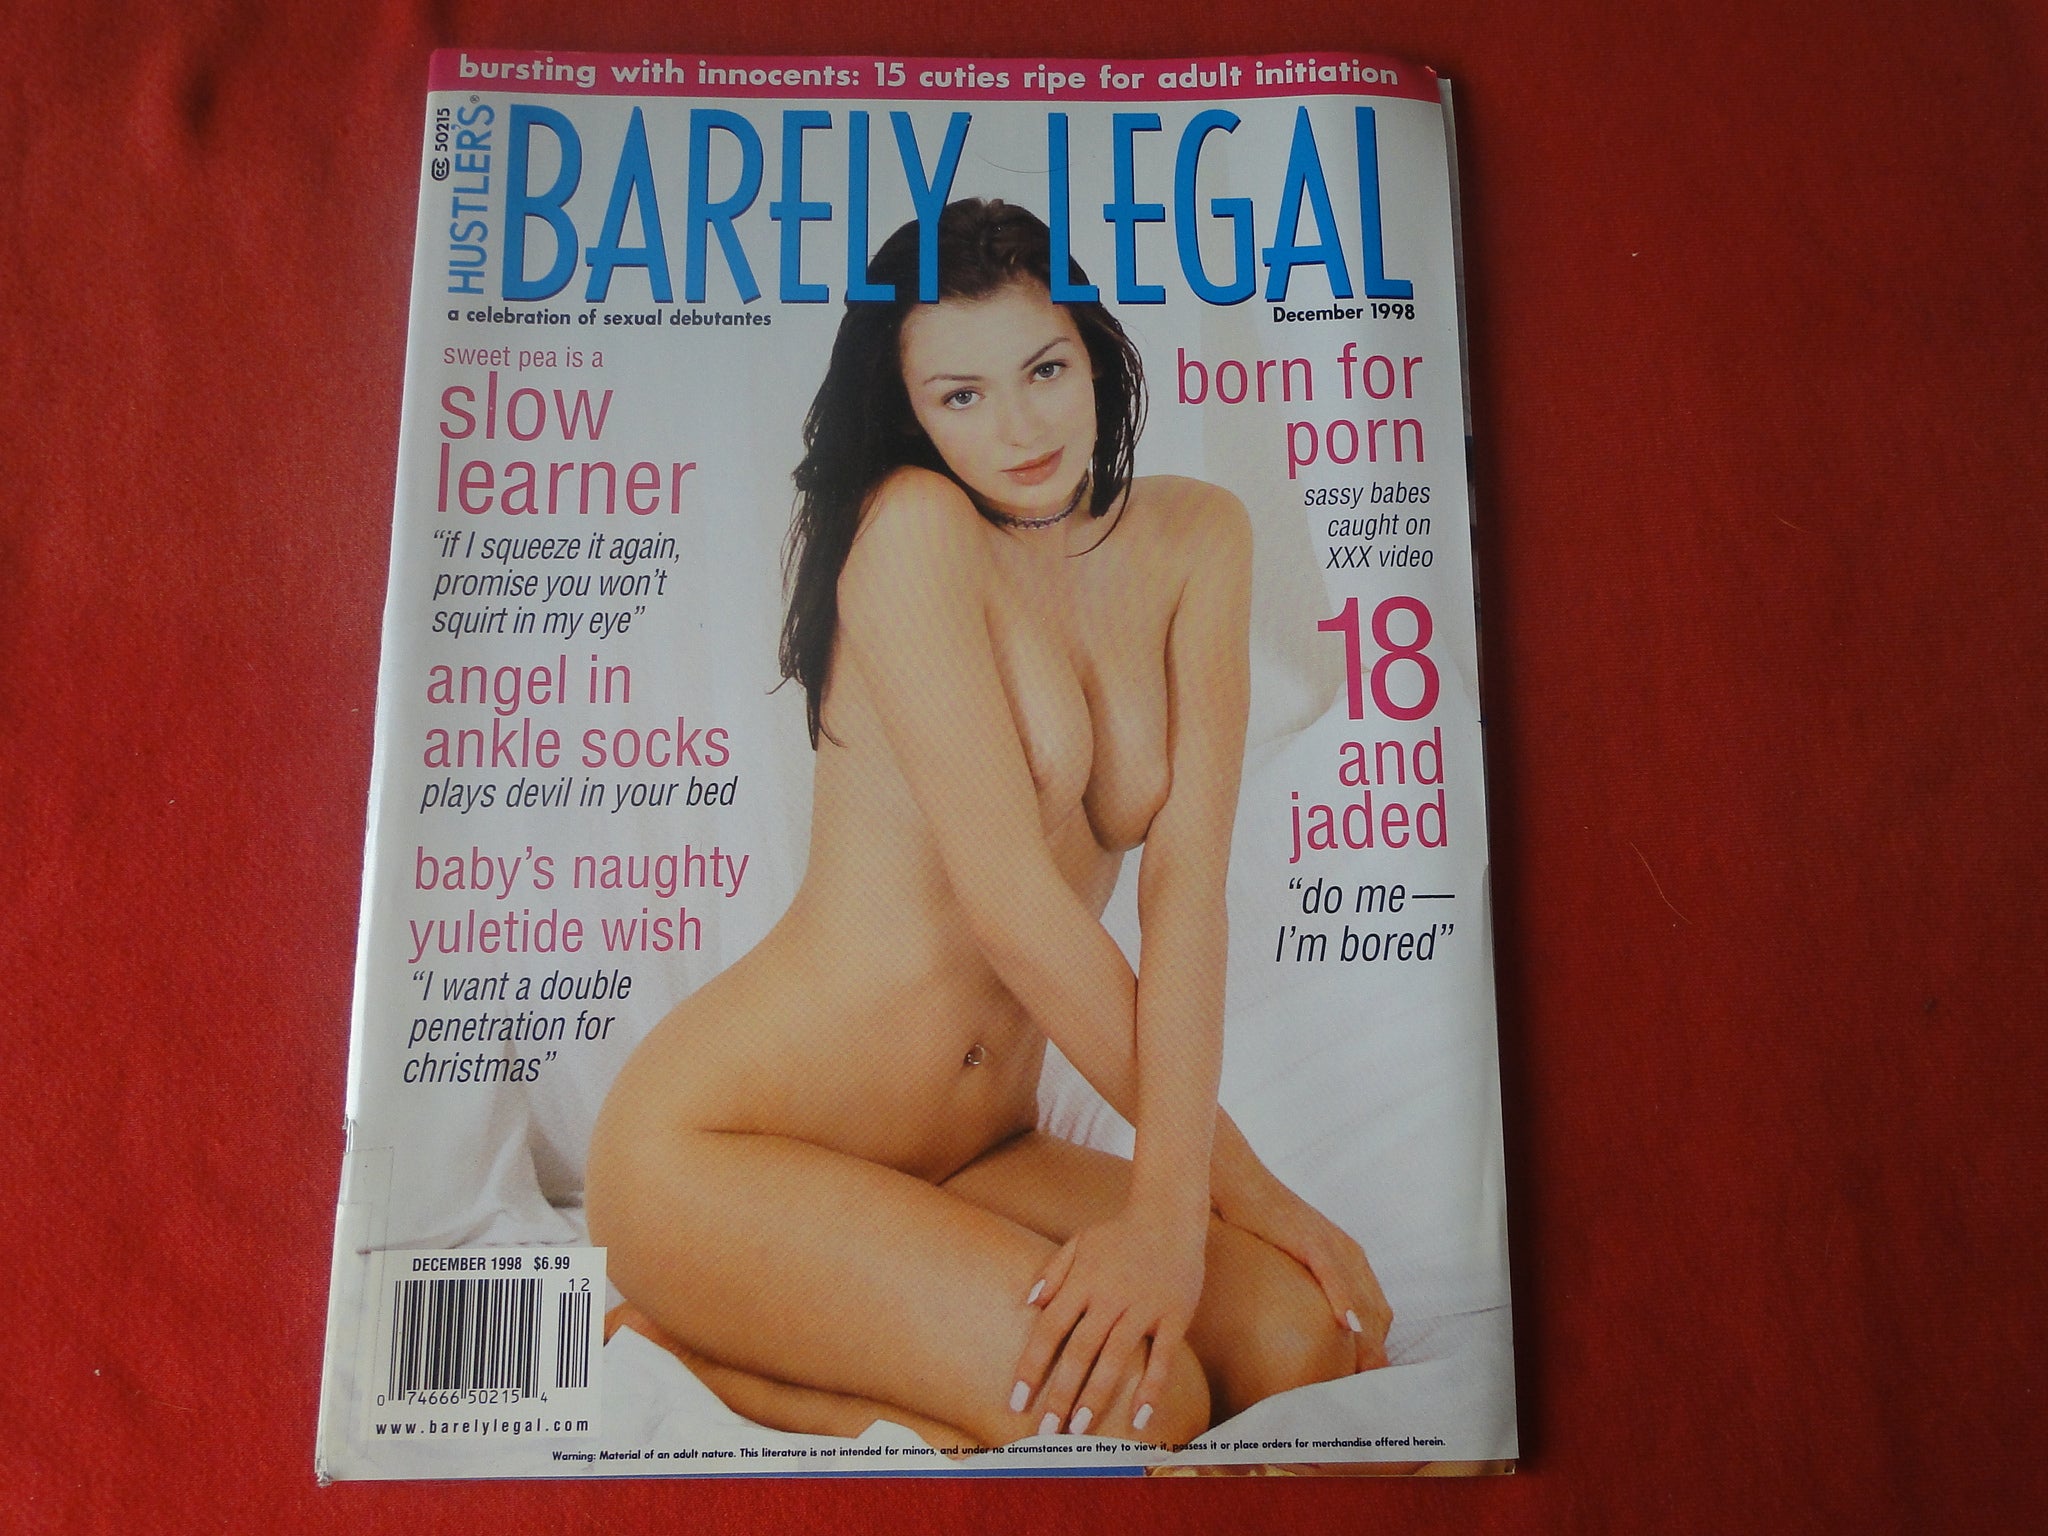 bursting with innocents: 15 cuties ripe for adult initiation
CC 50215
HUSTLER'S®
BARELY LEGAL
a celebration of sexual debutantes
December 1998
sweet pea is a
slow
learner
“if I squeeze it again,
promise you won't
squirt in my eye”
angel in
ankle socks
plays devil in your bed
baby's naughty
yuletide wish
“I want a double
penetration for
christmas”
born for
porn
sassy babes
caught on
XXX video
18
and
jaded
“do me—
I'm bored”
DECEMBER 1998 $6.99
12
0 74666 50215 4
www.barelylegal.com
Warning: Material of an adult nature. This literature is not intended for minors, and under no circumstances are they to view it, possess it or place orders for merchandise offered herein.